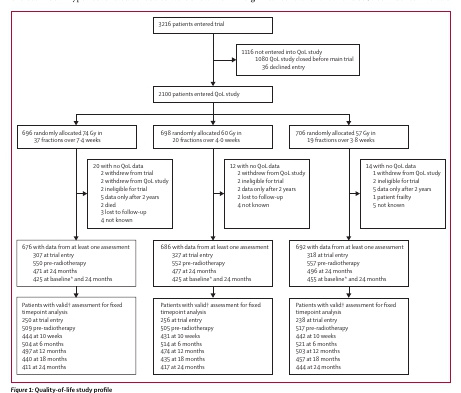 3216 patients entered trial
1116 not entered into QoL study
1080 QoL study closed before main trial
36 declined entry
2100 patients entered QoL study
696 randomly allocated 74 Gy in
37 fractions over 7·4 weeks
698 randomly allocated 60 Gy in
20 fractions over 4·0 weeks
706 randomly allocated 57 Gy in
19 fractions over 3·8 weeks
20 with no QoL data
2 withdrew from trial
2 withdrew from QoL study
2 ineligible for trial
5 data only after 2 years
2 died
3 lost to follow-up
4 not known
12 with no QoL data
2 withdrew from QoL study
2 ineligible for trial
2 data only after 2 years
2 lost to follow-up
4 not known
14 with no QoL data
1 withdrew from QoL study
2 ineligible for trial
5 data only after 2 years
1 patient frailty
5 not known
676 with data from at least one assessment
307 at trial entry
550 pre-radiotherapy
471 at 24 months
425 at baseline* and 24 months
686 with data from at least one assessment
327 at trial entry
552 pre-radiotherapy
477 at 24 months
425 at baseline* and 24 months
692 with data from at least one assessment
318 at trial entry
557 pre-radiotherapy
496 at 24 months
455 at baseline* and 24 months
Patients with valid† assessment for fixed
timepoint analysis
250 at trial entry
509 pre-radiotherapy
444 at 10 weeks
504 at 6 months
497 at 12 months
440 at 18 months
411 at 24 months
Patients with valid† assessment for fixed
timepoint analysis
256 at trial entry
505 pre-radiotherapy
431 at 10 weeks
514 at 6 months
474 at 12 months
435 at 18 months
417 at 24 months
Patients with valid† assessment for fixed
timepoint analysis
238 at trial entry
517 pre-radiotherapy
442 at 10 weeks
521 at 6 months
503 at 12 months
457 at 18 months
444 at 24 months
Figure 1: Quality-of-life study profile